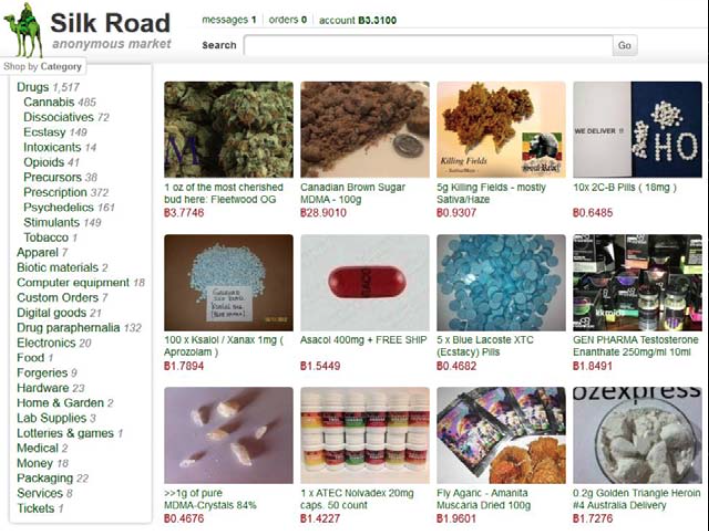 Silk Road
anonymous market
messages 1 | orders 0 | account ฿3.3100
Search
Go
Shop by Category
Drugs 1,517
Cannabis 485
Dissociatives 72
Ecstasy 149
Intoxicants 14
Opioids 41
Precursors 38
Prescription 372
Psychedelics 161
Stimulants 149
Tobacco 1
Apparel 7
Biotic materials 2
Computer equipment 18
Custom Orders 7
Digital goods 21
Drug paraphernalia 132
Electronics 20
Food 1
Forgeries 9
Hardware 23
Home & Garden 2
Lab Supplies 3
Lotteries & games 1
Medical 2
Money 18
Packaging 22
Services 8
Tickets 1
1 oz of the most cherished
bud here: Fleetwood OG
฿3.7746
Canadian Brown Sugar
MDMA - 100g
฿28.9010
Killing Fields
- Sativa/Haze
5g Killing Fields - mostly
Sativa/Haze
฿0.9307
WE DELIVER !!
HO
10x 2C-B Pills ( 18mg )
฿0.6485
100 x Ksalol / Xanax 1mg (
Aprozolam )
฿1.7894
Asacol 400mg + FREE SHIP
฿1.5449
5 x Blue Lacoste XTC
(Ecstacy) Pills
฿0.4682
GEN PHARMA Testosterone
Enanthate 250mg/ml 10ml
฿1.8491
>>1g of pure
MDMA-Crystals 84%
฿0.4676
1 x ATEC Nolvadex 20mg
caps. 50 count
฿1.4227
Fly Agaric - Amanita
Muscaria Dried 100g
฿1.9601
ozexpress
0.2g Golden Triangle Heroin
#4 Australia Delivery
฿1.7276